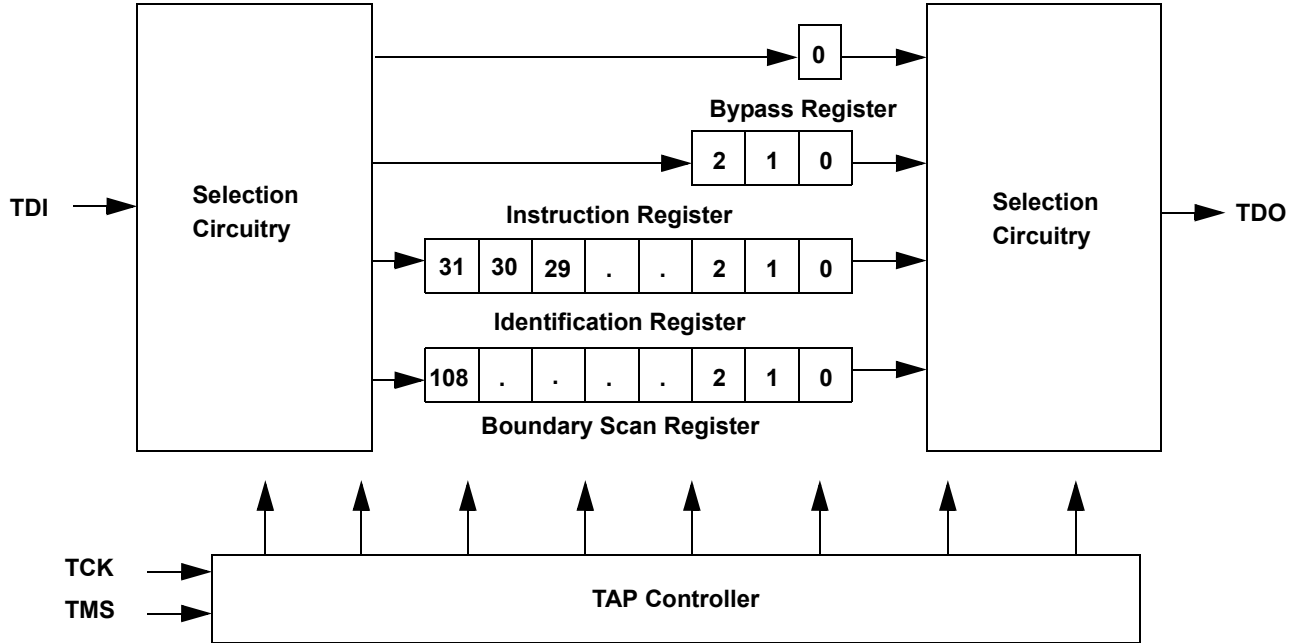 0
Bypass Register
2 1 0
TDI
Selection
Circuitry
Selection
Circuitry
TDO
Instruction Register
31 30 29 . . 2 1 0
Identification Register
108 . . . . 2 1 0
Boundary Scan Register
TCK
TMS
TAP Controller